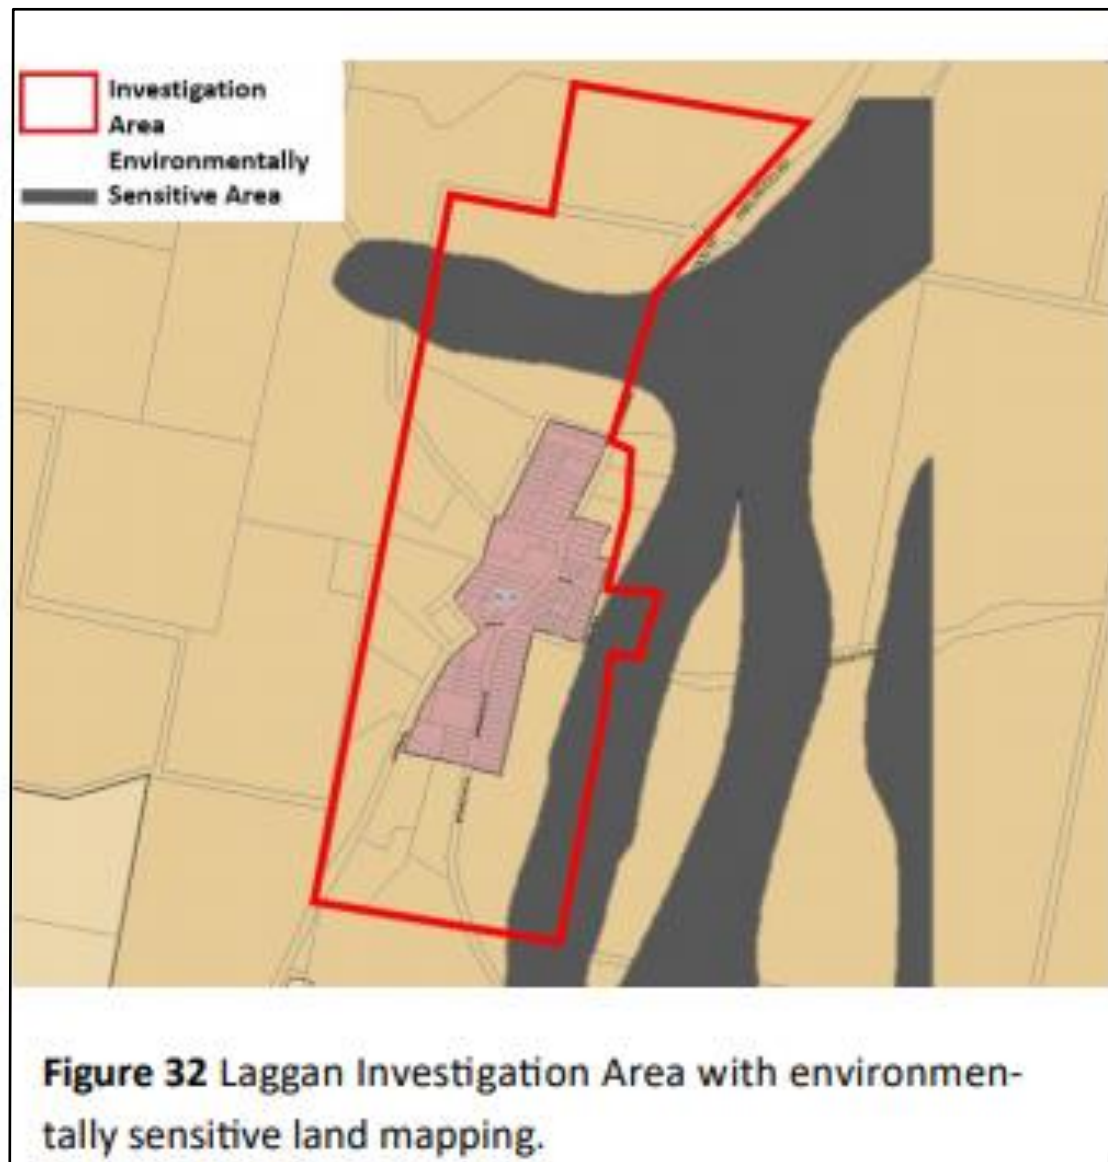 Investigation
Area
Environmentally
Sensitive Area
Figure 32 Laggan Investigation Area with environmen-
tally sensitive land mapping.